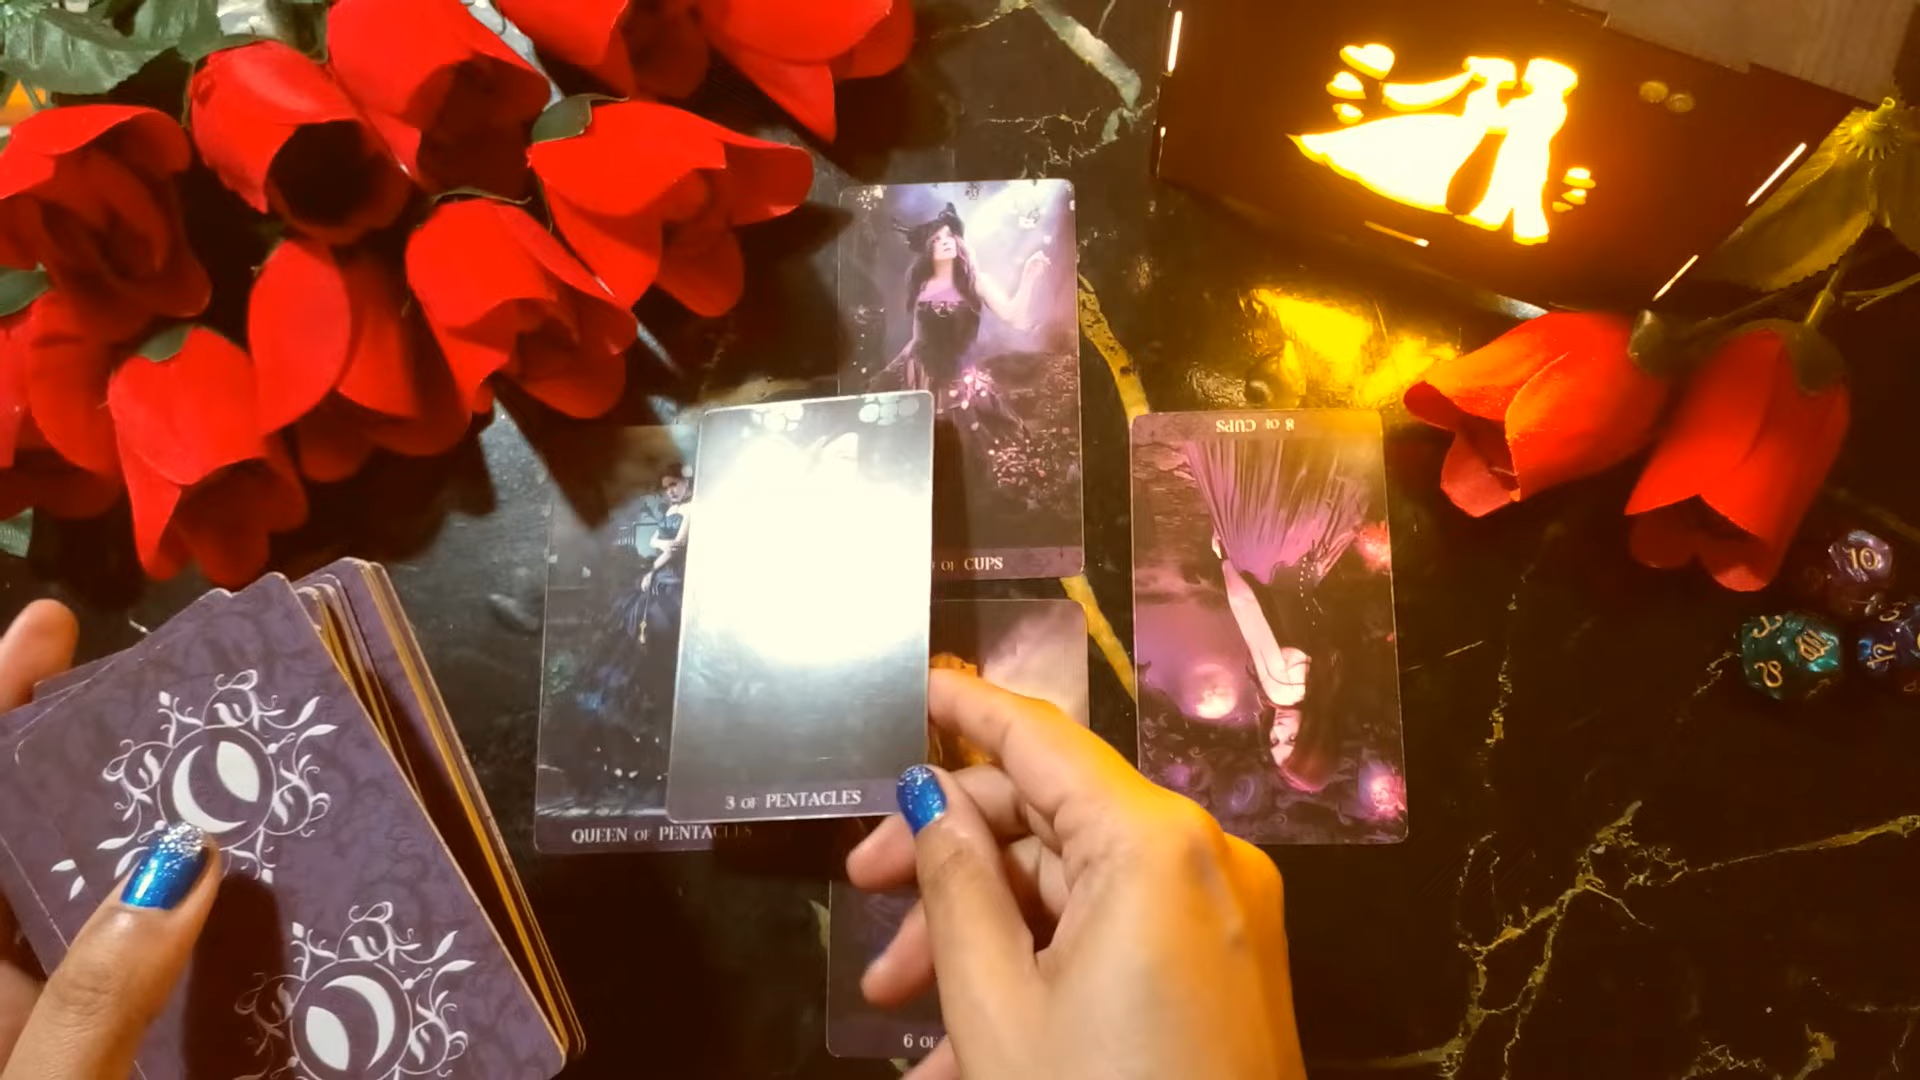 OF CUPS
8 OF CUPS
3 OF PENTACLES
QUEEN OF PENTACLES
6 OF
10